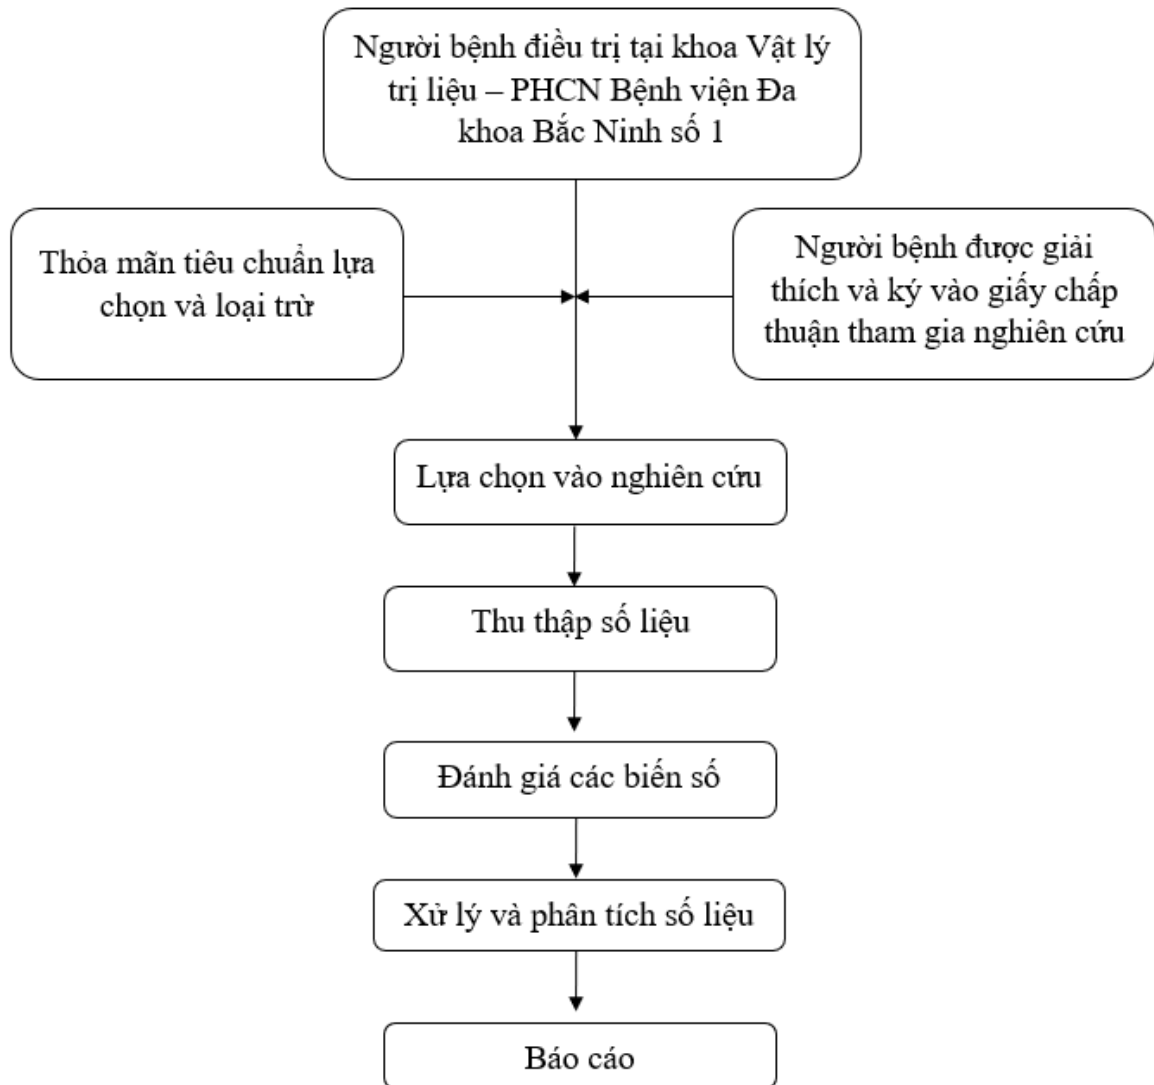 Người bệnh điều trị tại khoa Vật lý
trị liệu – PHCN Bệnh viện Đa
khoa Bắc Ninh số 1
Thỏa mãn tiêu chuẩn lựa
chọn và loại trừ
Người bệnh được giải
thích và ký vào giấy chấp
thuận tham gia nghiên cứu
Lựa chọn vào nghiên cứu
Thu thập số liệu
Đánh giá các biến số
Xử lý và phân tích số liệu
Báo cáo